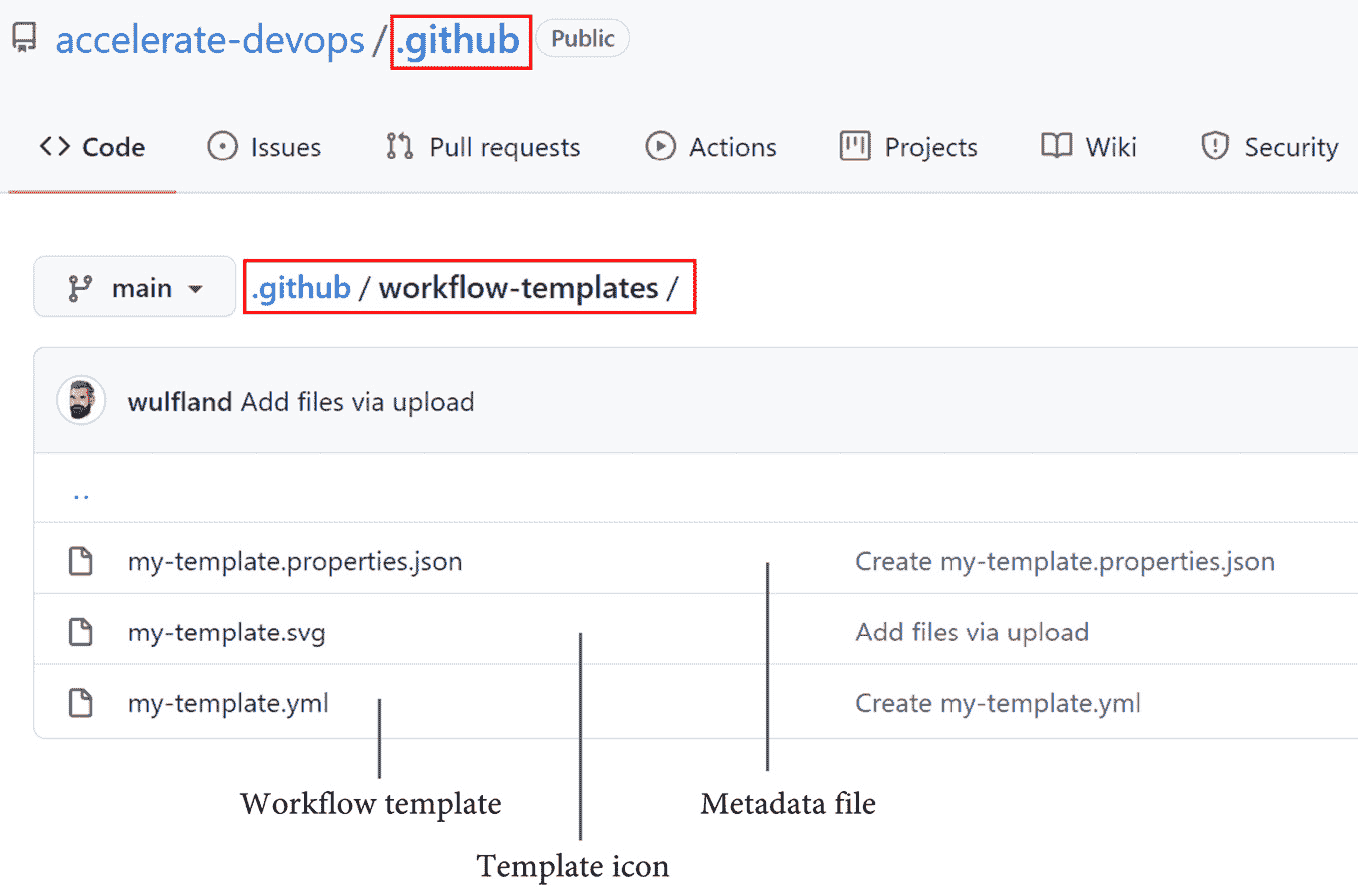 accelerate-devops / .github Public
Code Issues Pull requests Actions Projects Wiki Security
main .github / workflow-templates /
wulfland Add files via upload
..
my-template.properties.json Create my-template.properties.json
my-template.svg Add files via upload
my-template.yml Create my-template.yml
Workflow template Metadata file
Template icon